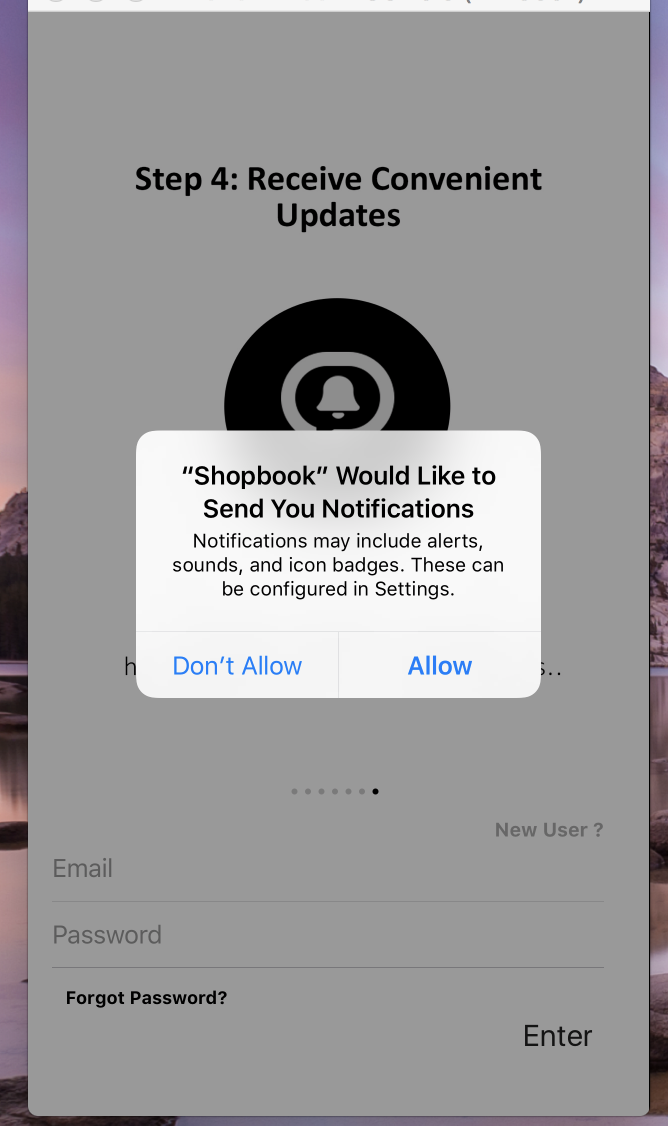 Step 4: Receive Convenient
Updates
“Shopbook” Would Like to
Send You Notifications
Notifications may include alerts,
sounds, and icon badges. These can
be configured in Settings.
Don’t Allow
Allow
New User ?
Email
Password
Forgot Password?
Enter